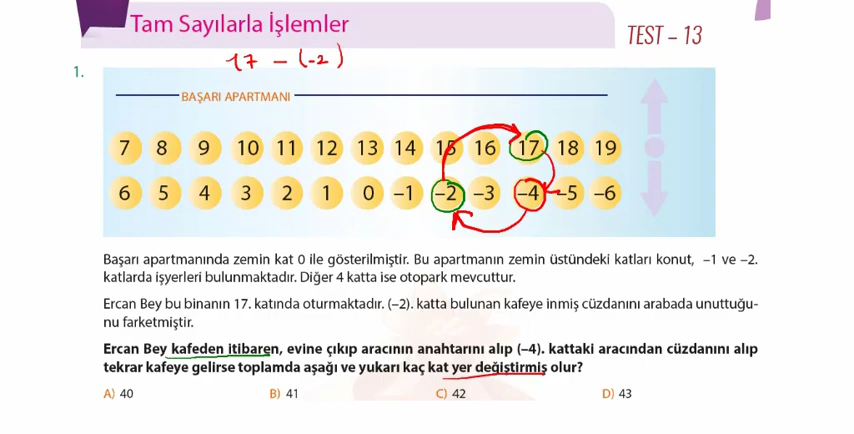 Tam Sayılarla İşlemler
TEST – 13
17 – (-2)
1.
BAŞARI APARTMANI
7 8 9 10 11 12 13 14 15 16 17 18 19
6 5 4 3 2 1 0 –1 –2 –3 –4 –5 –6
Başarı apartmanında zemin kat 0 ile gösterilmiştir. Bu apartmanın zemin üstündeki katları konut, –1 ve –2.
katlarda işyerleri bulunmaktadır. Diğer 4 katta ise otopark mevcuttur.
Ercan Bey bu binanın 17. katında oturmaktadır. (–2). katta bulunan kafeye inmiş cüzdanını arabada unuttuğu-
nu farketmiştir.
Ercan Bey kafeden itibaren, evine çıkıp aracının anahtarını alıp (–4). kattaki aracından cüzdanını alıp
tekrar kafeye gelirse toplamda aşağı ve yukarı kaç kat yer değiştirmiş olur?
A) 40 B) 41 C) 42 D) 43